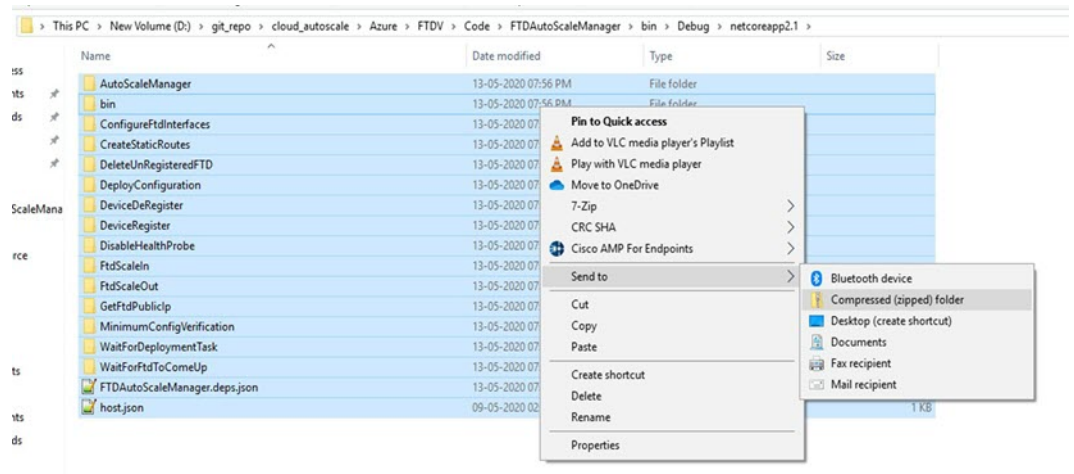 This PC > New Volume (D:) > git_repo > cloud_autoscale > Azure > FTDV > Code > FTDAutoScaleManager > bin > Debug > netcoreapp2.1 >
Name Date modified Type Size
AutoScaleManager 13-05-2020 07:56 PM File folder
bin 13-05-2020 07:56 PM File folder
ConfigureFtdInterfaces 13-05-2020 07
CreateStaticRoutes 13-05-2020 07
DeleteUnRegisteredFTD 13-05-2020 07
DeployConfiguration 13-05-2020 07
DeviceDeRegister 13-05-2020 07
DeviceRegister 13-05-2020 07
DisableHealthProbe 13-05-2020 07
FtdScaleIn 13-05-2020 07
FtdScaleOut 13-05-2020 07
GetFtdPublicIp 13-05-2020 07
MinimumConfigVerification 13-05-2020 07
WaitForDeploymentTask 13-05-2020 07
WaitForFtdToComeUp 13-05-2020 07
FTDAutoScaleManager.deps.json 13-05-2020 07
host.json 09-05-2020 02 1 KB
ess
nts
ds
ScaleMana
rce
ts
nts
ds
Pin to Quick access
Add to VLC media player's Playlist
Play with VLC media player
Move to OneDrive
7-Zip
CRC SHA
Cisco AMP For Endpoints
Send to
Cut
Copy
Paste
Create shortcut
Delete
Rename
Properties
Bluetooth device
Compressed (zipped) folder
Desktop (create shortcut)
Documents
Fax recipient
Mail recipient